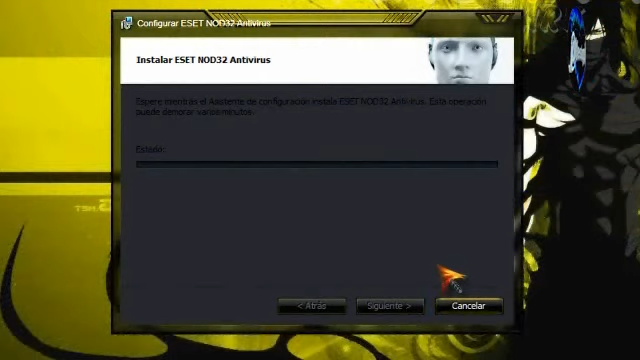 Configurar ESET NOD32 Antivirus
Instalar ESET NOD32 Antivirus
Espere mientras el Asistente de configuración instala ESET NOD32 Antivirus. Esta operación
puede demorar varios minutos.
Estado:
< Atrás
Siguiente >
Cancelar